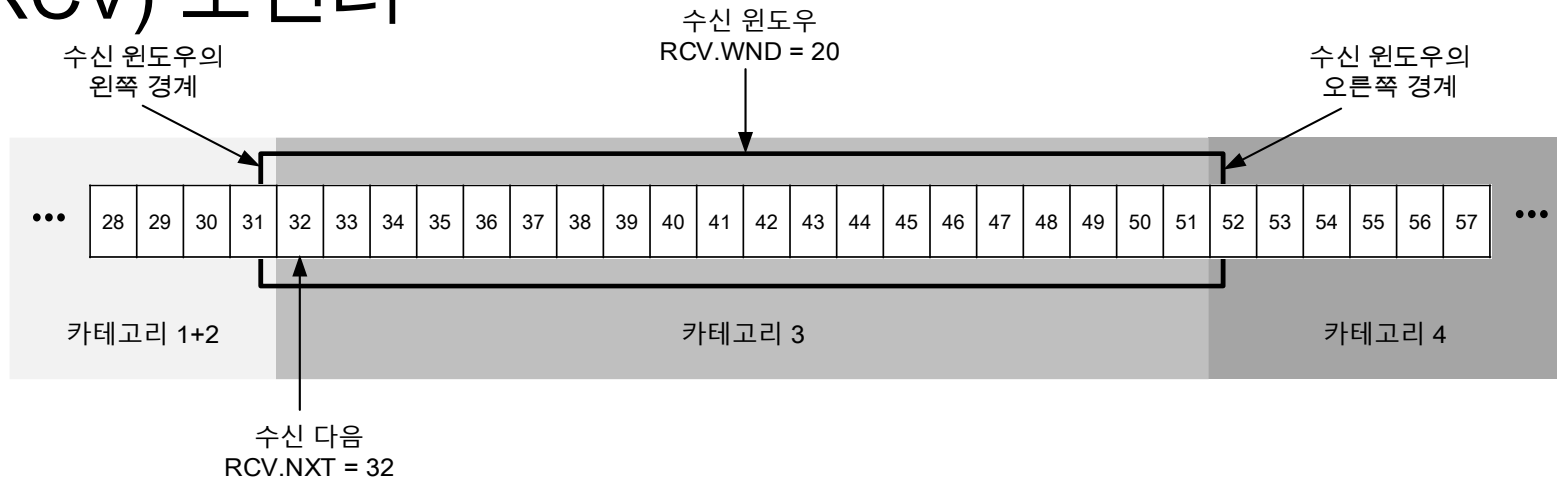 수신 윈도우
RCV.WND = 20
수신 윈도우의
왼쪽 경계
수신 윈도우의
오른쪽 경계
••• 28 29 30 31 32 33 34 35 36 37 38 39 40 41 42 43 44 45 46 47 48 49 50 51 52 53 54 55 56 57 •••
카테고리 1+2 카테고리 3 카테고리 4
수신 다음
RCV.NXT = 32